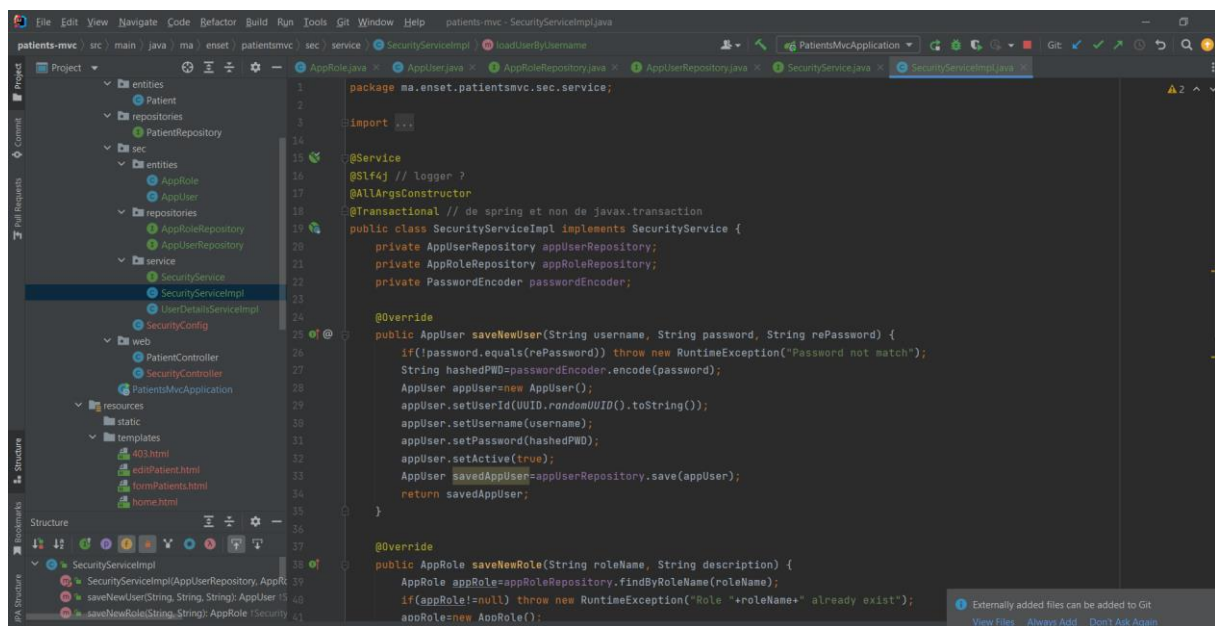 File Edit View Navigate Code Refactor Build Run Tools Git Window Help patients-mvc - SecurityServiceImpl.java
patients-mvc src main java ma enset patientsmvc sec service SecurityServiceImpl loadUserByUsername PatientsMvcApplication Git:
Project AppRole.java AppUser.java AppRoleRepository.java AppUserRepository.java SecurityService.java SecurityServiceImpl.java
Project
Commit
Pull Requests
Structure
Bookmarks
JPA Structure
entities
Patient
repositories
PatientRepository
sec
entities
AppRole
AppUser
repositories
AppRoleRepository
AppUserRepository
service
SecurityService
SecurityServiceImpl
UserDetailsServiceImpl
SecurityConfig
web
PatientController
SecurityController
PatientsMvcApplication
resources
static
templates
403.html
editPatient.html
formPatients.html
home.html
Structure
SecurityServiceImpl
SecurityServiceImpl(AppUserRepository, AppRo
saveNewUser(String, String, String): AppUser
saveNewRole(String, String): AppRole ↑Security
2
1 package ma.enset.patientsmvc.sec.service;
2
3 import ...
14
15 @Service
16 @Slf4j // logger ?
17 @AllArgsConstructor
18 @Transactional // de spring et non de javax.transaction
19 public class SecurityServiceImpl implements SecurityService {
20 private AppUserRepository appUserRepository;
21 private AppRoleRepository appRoleRepository;
22 private PasswordEncoder passwordEncoder;
23
24 @Override
25 @ public AppUser saveNewUser(String username, String password, String rePassword) {
26 if(!password.equals(rePassword)) throw new RuntimeException("Password not match");
27 String hashedPWD=passwordEncoder.encode(password);
28 AppUser appUser=new AppUser();
29 appUser.setUserId(UUID.randomUUID().toString());
30 appUser.setUsername(username);
31 appUser.setPassword(hashedPWD);
32 appUser.setActive(true);
33 AppUser savedAppUser=appUserRepository.save(appUser);
34 return savedAppUser;
35 }
36
37 @Override
38 public AppRole saveNewRole(String roleName, String description) {
39 AppRole appRole=appRoleRepository.findByRoleName(roleName);
40 if(appRole!=null) throw new RuntimeException("Role "+roleName+" already exist");
41 appRole=new AppRole();
Externally added files can be added to Git
View Files Always Add Don't Ask Again